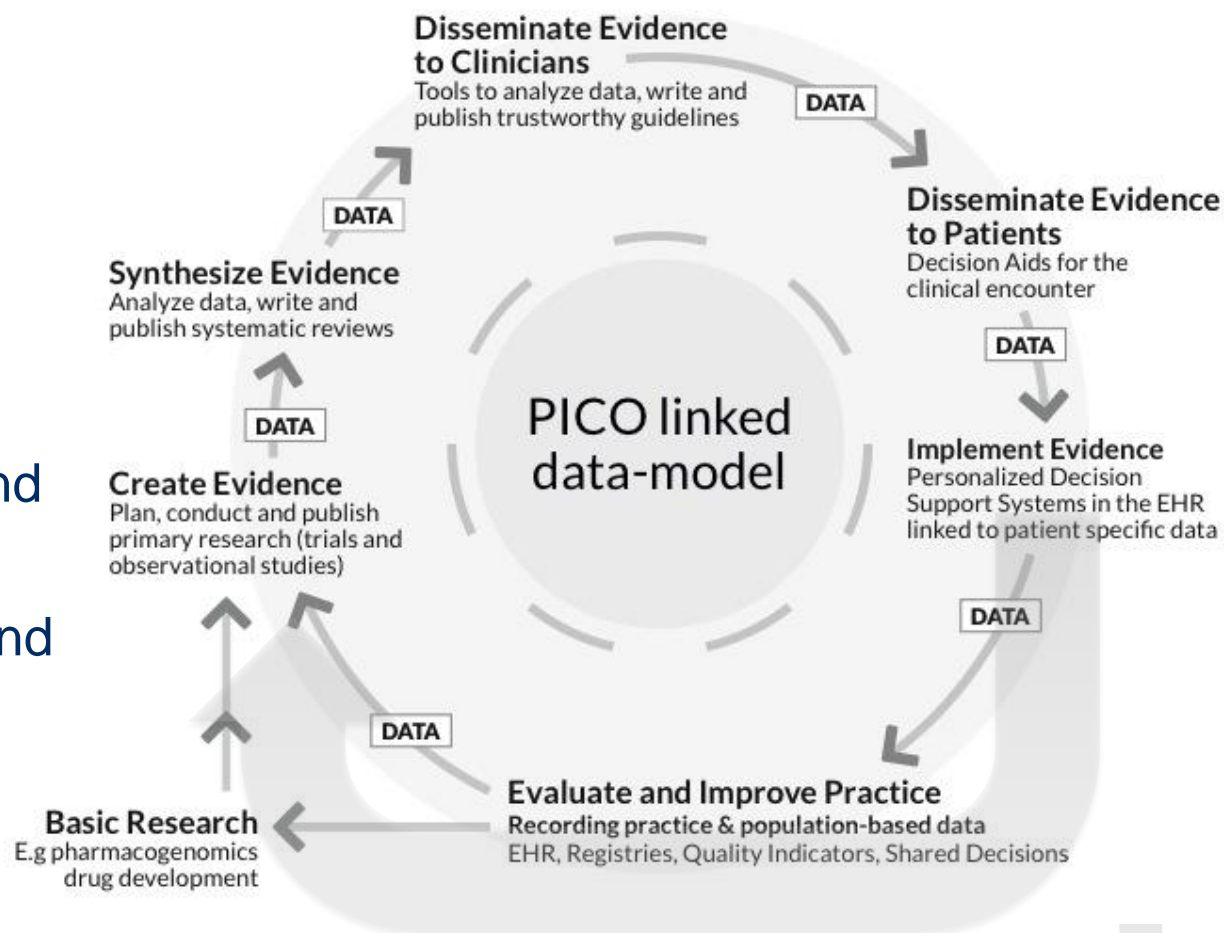 Disseminate Evidence
to Clinicians
Tools to analyze data, write and
publish trustworthy guidelines
DATA
Disseminate Evidence
to Patients
Decision Aids for the
clinical encounter
DATA
Implement Evidence
Personalized Decision
Support Systems in the EHR
linked to patient specific data
DATA
Evaluate and Improve Practice
Recording practice & population-based data
EHR, Registries, Quality Indicators, Shared Decisions
Basic Research
E.g pharmacogenomics
drug development
DATA
Create Evidence
Plan, conduct and publish
primary research (trials and
observational studies)
DATA
Synthesize Evidence
Analyze data, write and
publish systematic reviews
DATA
PICO linked
data-model
nd
nd